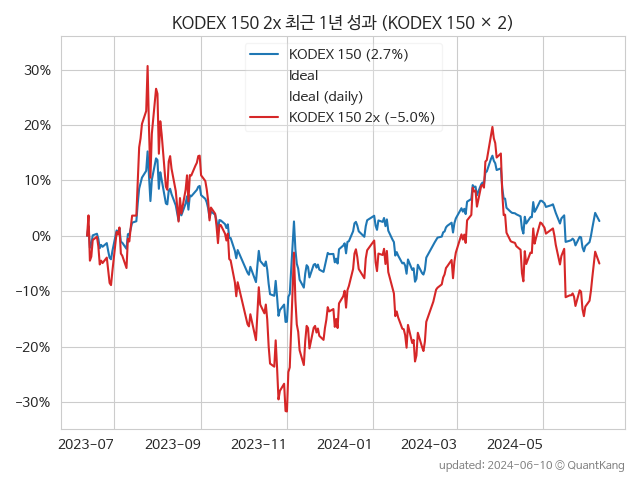 KODEX 150 2x 최근 1년 성과 (KODEX 150 × 2)
KODEX 150 (2.7%)
Ideal
Ideal (daily)
KODEX 150 2x (−5.0%)
30%
20%
10%
0%
−10%
−20%
−30%
2023−07
2023−09
2023−11
2024−01
2024−03
2024−05
updated: 2024-06-10 © QuantKang